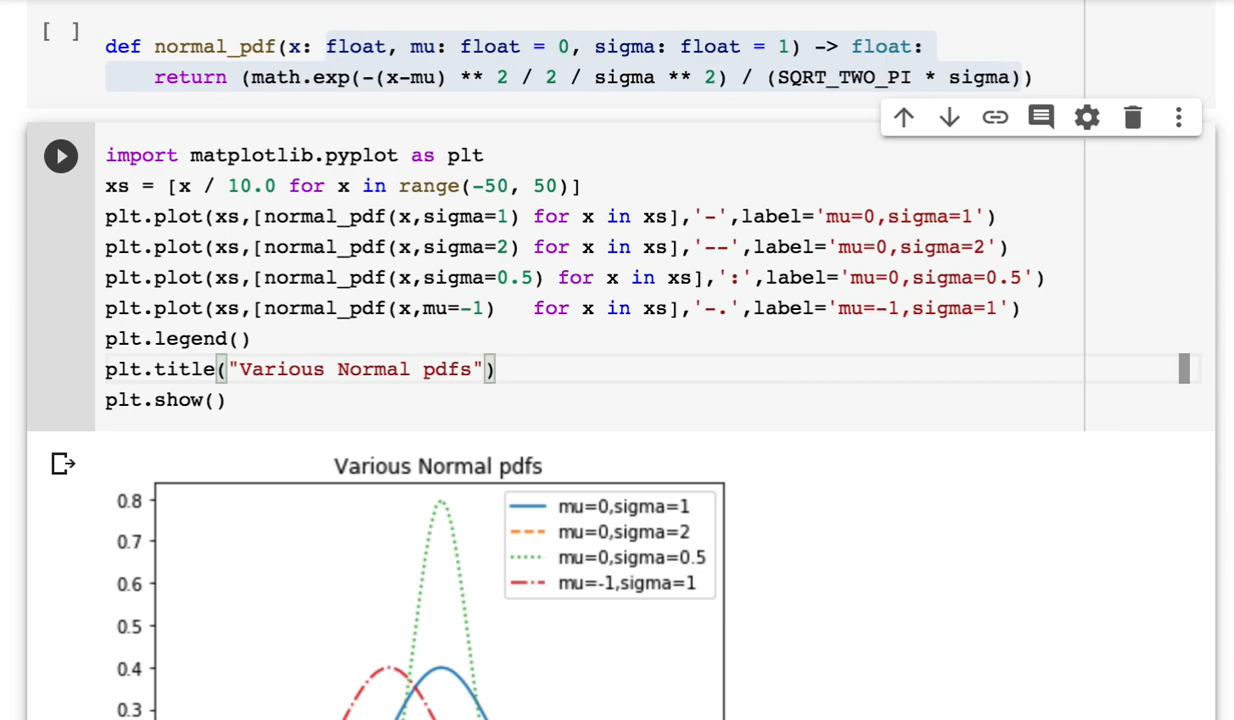 [ ]
def normal_pdf(x: float, mu: float = 0, sigma: float = 1) -> float:
    return (math.exp(-(x-mu) ** 2 / 2 / sigma ** 2) / (SQRT_TWO_PI * sigma))
import matplotlib.pyplot as plt
xs = [x / 10.0 for x in range(-50, 50)]
plt.plot(xs,[normal_pdf(x,sigma=1) for x in xs],'-',label='mu=0,sigma=1')
plt.plot(xs,[normal_pdf(x,sigma=2) for x in xs],'--',label='mu=0,sigma=2')
plt.plot(xs,[normal_pdf(x,sigma=0.5) for x in xs],':',label='mu=0,sigma=0.5')
plt.plot(xs,[normal_pdf(x,mu=-1)   for x in xs],'-.',label='mu=-1,sigma=1')
plt.legend()
plt.title("Various Normal pdfs")
plt.show()
Various Normal pdfs
0.8
0.7
0.6
0.5
0.4
0.3
mu=0,sigma=1
mu=0,sigma=2
mu=0,sigma=0.5
mu=-1,sigma=1